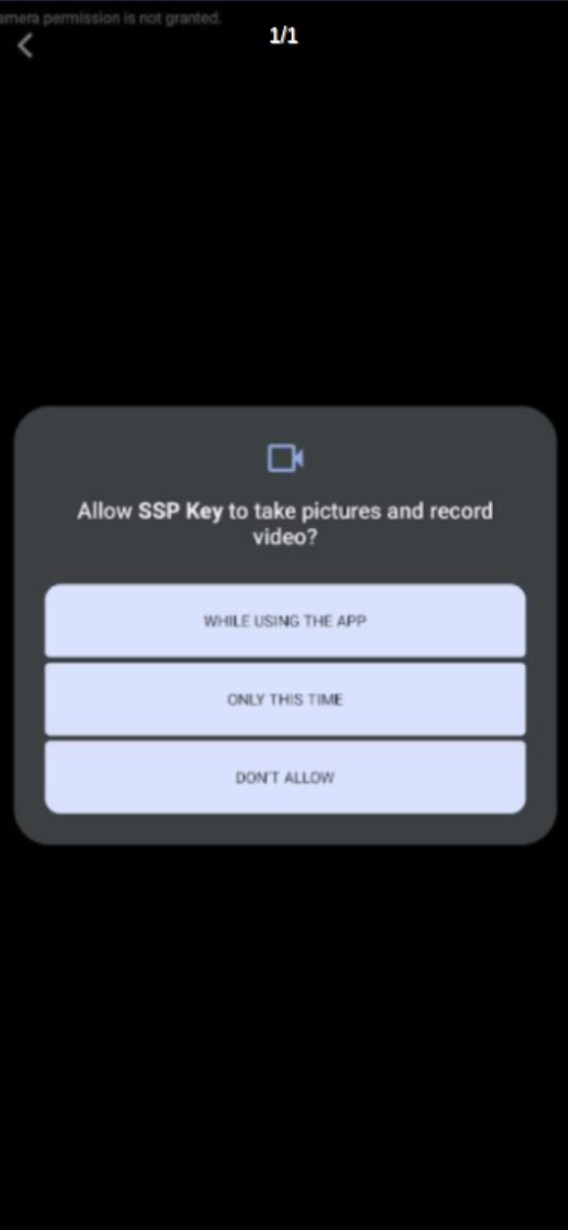 amera permission is not granted.
1/1
Allow SSP Key to take pictures and record
video?
WHILE USING THE APP
ONLY THIS TIME
DON'T ALLOW